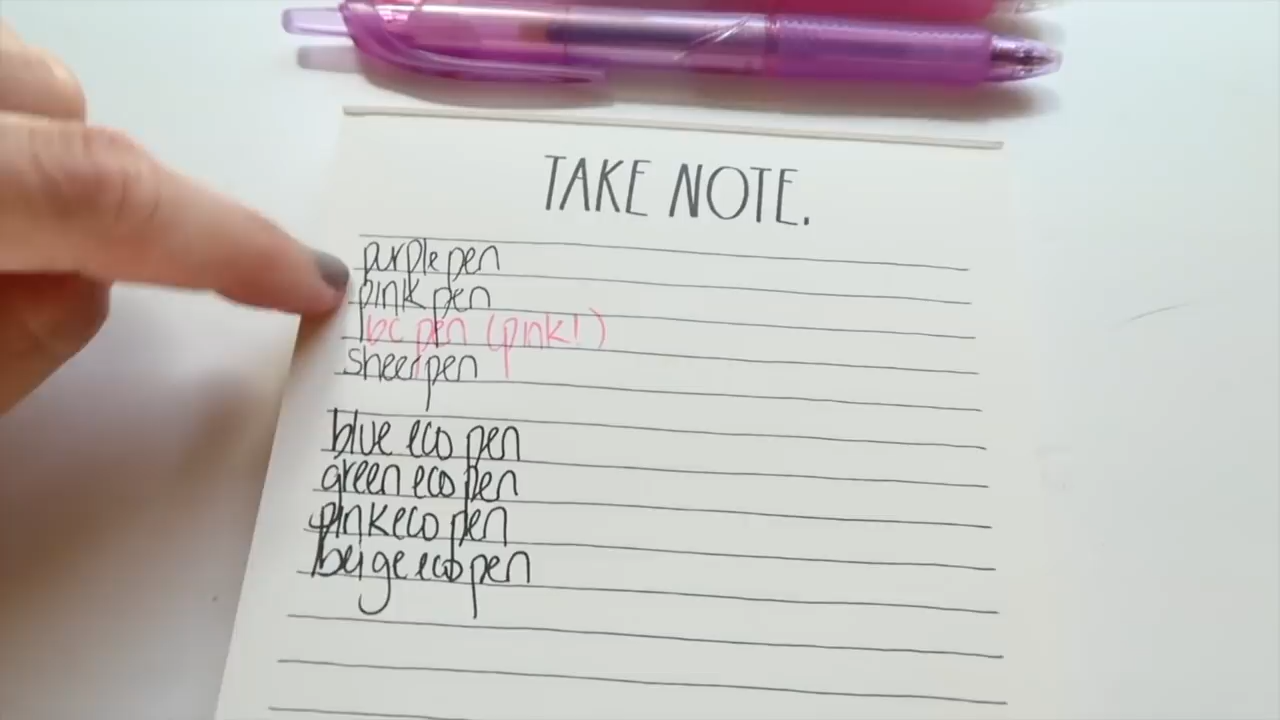 TAKE NOTE.
purple pen
pink pen
bc pen (pink!)
sheer pen
blue eco pen
green eco pen
pink eco pen
beige eco pen